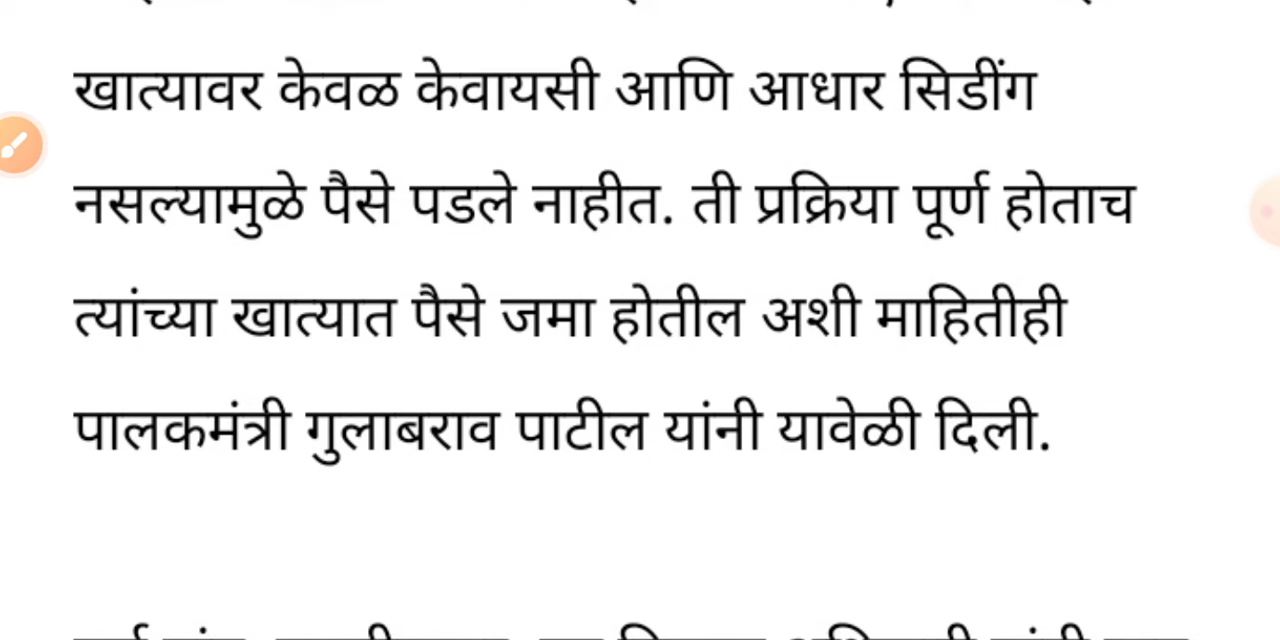 खात्यावर केवळ केवायसी आणि आधार सिडींग
नसल्यामुळे पैसे पडले नाहीत. ती प्रक्रिया पूर्ण होताच
त्यांच्या खात्यात पैसे जमा होतील अशी माहितीही
पालकमंत्री गुलाबराव पाटील यांनी यावेळी दिली.